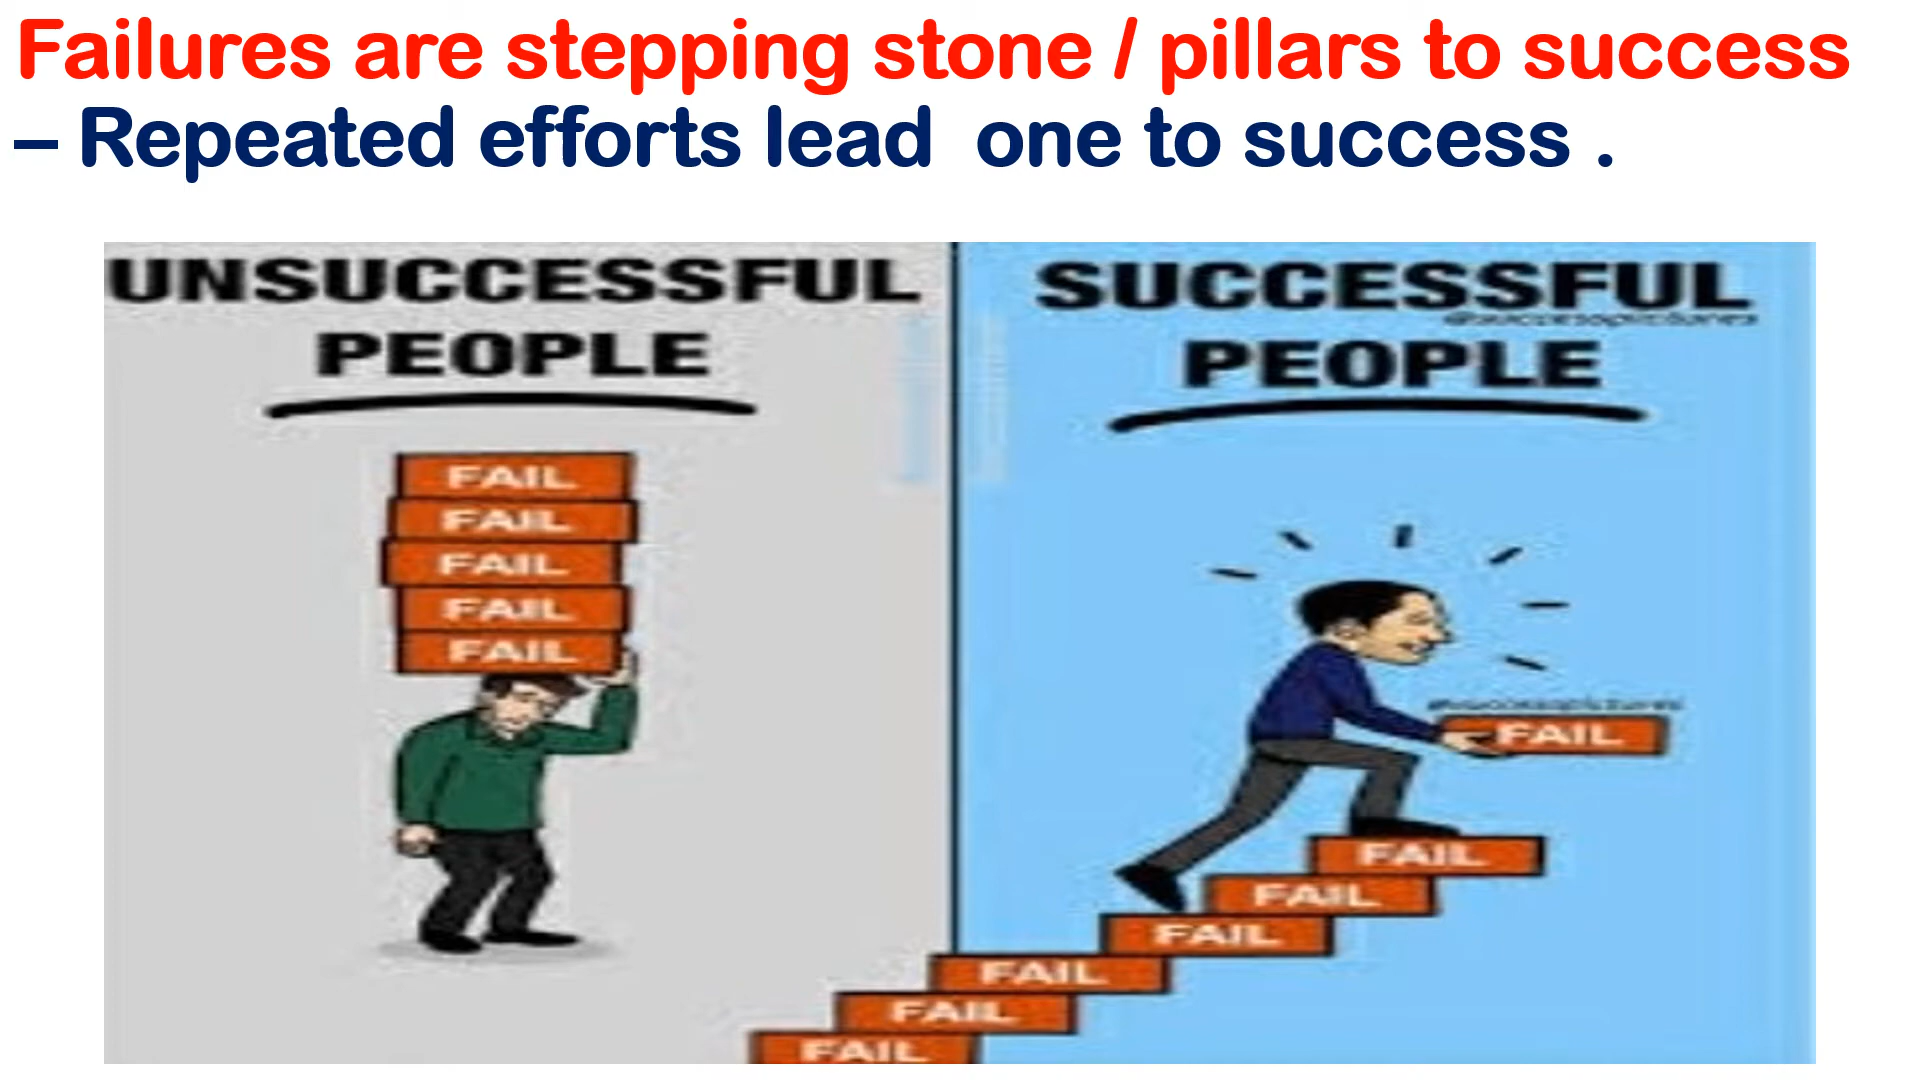 Failures are stepping stone / pillars to success
– Repeated efforts lead one to success .
UNSUCCESSFUL
PEOPLE
FAIL
FAIL
FAIL
FAIL
FAIL
SUCCESSFUL
PEOPLE
FAIL
FAIL
FAIL
FAIL
FAIL
FAIL
FAIL